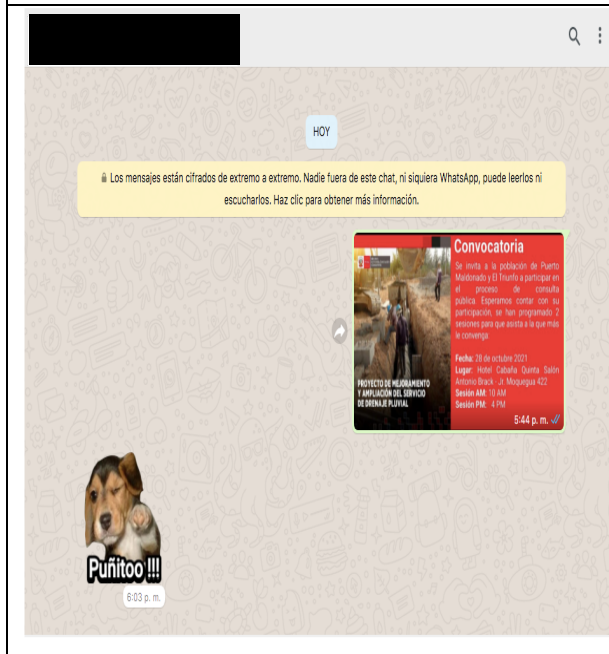 HOY
Los mensajes están cifrados de extremo a extremo. Nadie fuera de este chat, ni siquiera WhatsApp, puede leerlos ni
escucharlos. Haz clic para obtener más información.
Convocatoria
Se invita a la población de Puerto
Maldonado y El Triunfo a participar en
el proceso de consulta
pública. Esperamos contar con su
participación, se han programado 2
sesiones para que asista a la que más
le convenga
Fecha: 28 de octubre 2021
Lugar: Hotel Cabaña Quinta Salón
Antonio Brack - Jr. Moquegua 422
Sesión AM: 10 AM
Sesión PM: 4 PM
PROYECTO DE MEJORAMIENTO
Y AMPLIACIÓN DEL SERVICIO
DE DRENAJE PLUVIAL
5:44 p. m.
Puñitoo !!!
6:03 p. m.